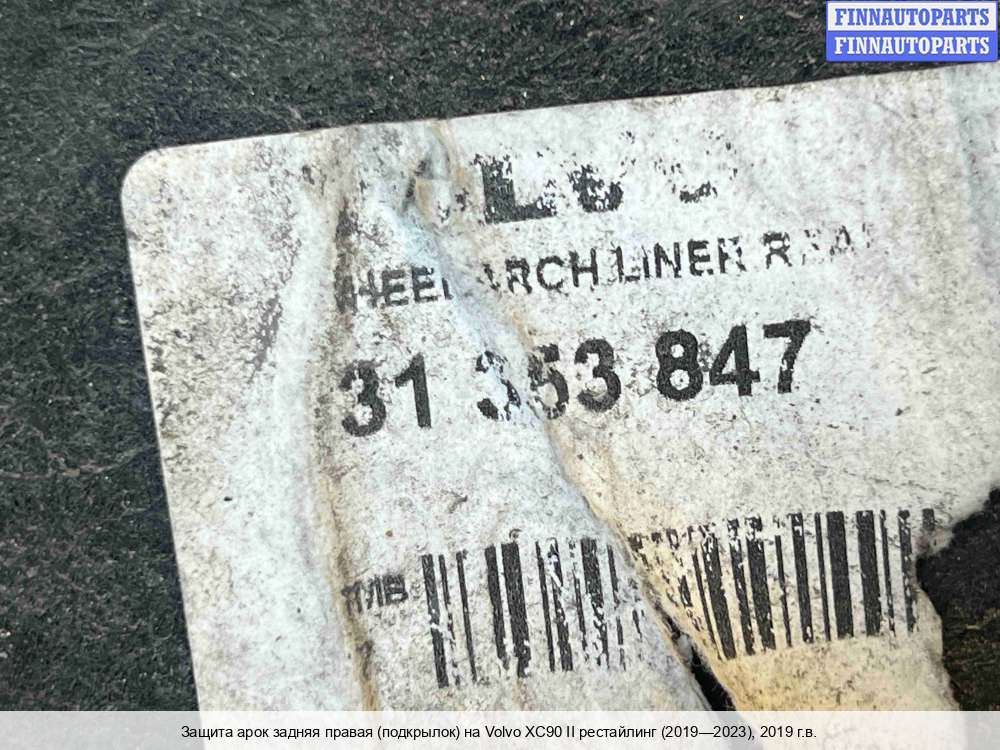 FINNAUTOPARTS
FINNAUTOPARTS
ARCH LINER REAR
31 353 847
Защита арок задняя правая (подкрылок) на Volvo XC90 II рестайлинг (2019—2023), 2019 г.в.